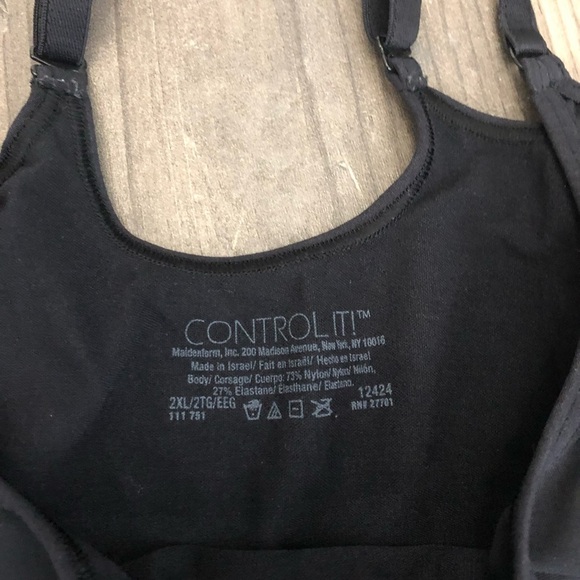 CONTROL IT!™
Maidenform, Inc. 200 Madison Avenue, New York, NY 10016
Made in Israel/ Fait en Israël/ Hecho en Israel
Body/ Corsage/ Cuerpo: 73% Nylon/ Nylon/ Nilón,
27% Elastane/ Elasthane/ Elastano.
2XL/2TG/EEG 12424
111 751 RN# 27701